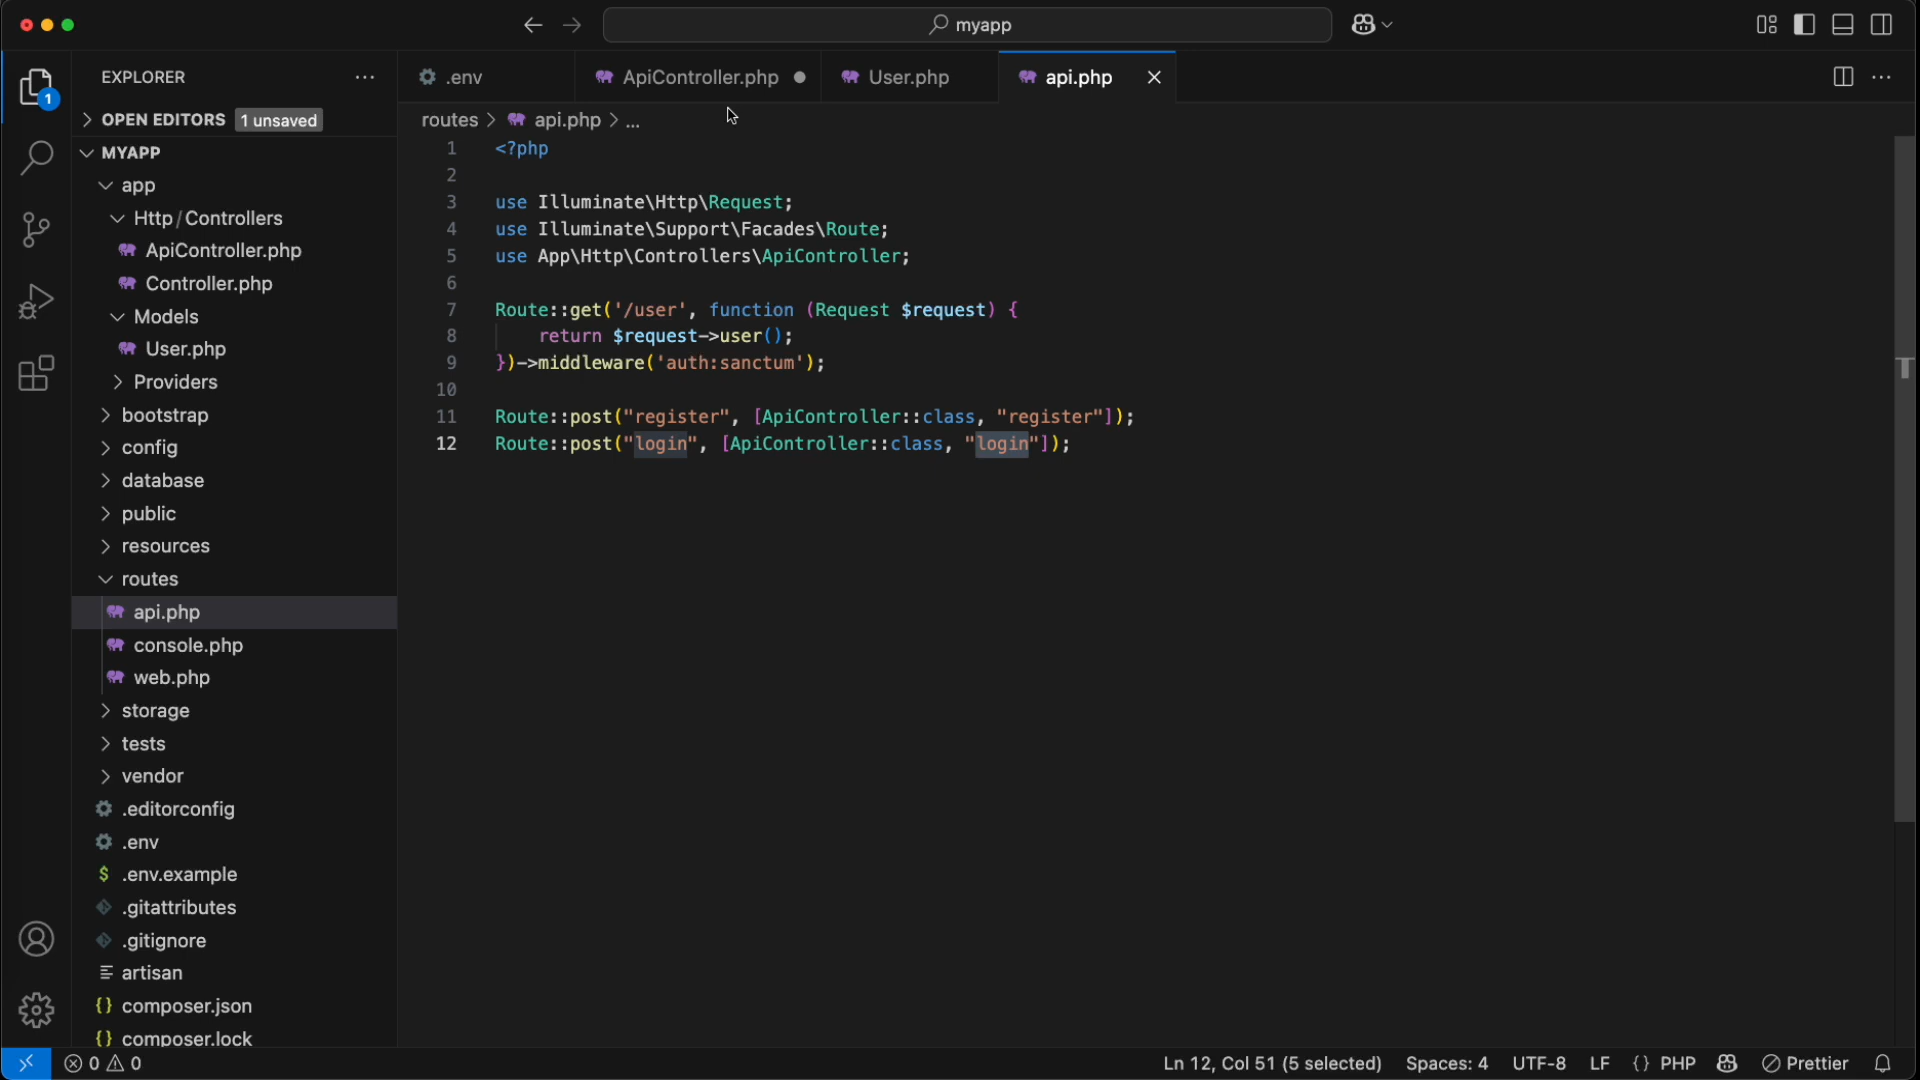 myapp
EXPLORER
.env
ApiController.php
User.php
api.php
OPEN EDITORS 1 unsaved
routes > api.php > ...
MYAPP
app
Http / Controllers
ApiController.php
Controller.php
Models
User.php
Providers
bootstrap
config
database
public
resources
routes
api.php
console.php
web.php
storage
tests
vendor
.editorconfig
.env
$ .env.example
.gitattributes
.gitignore
artisan
{} composer.json
{} composer.lock
1
1 <?php
2
3 use Illuminate\Http\Request;
4 use Illuminate\Support\Facades\Route;
5 use App\Http\Controllers\ApiController;
6
7 Route::get('/user', function (Request $request) {
8 return $request->user();
9 })->middleware('auth:sanctum');
10
11 Route::post("register", [ApiController::class, "register"]);
12 Route::post("login", [ApiController::class, "login"]);
0 0
Ln 12, Col 51 (5 selected) Spaces: 4 UTF-8 LF {} PHP Prettier